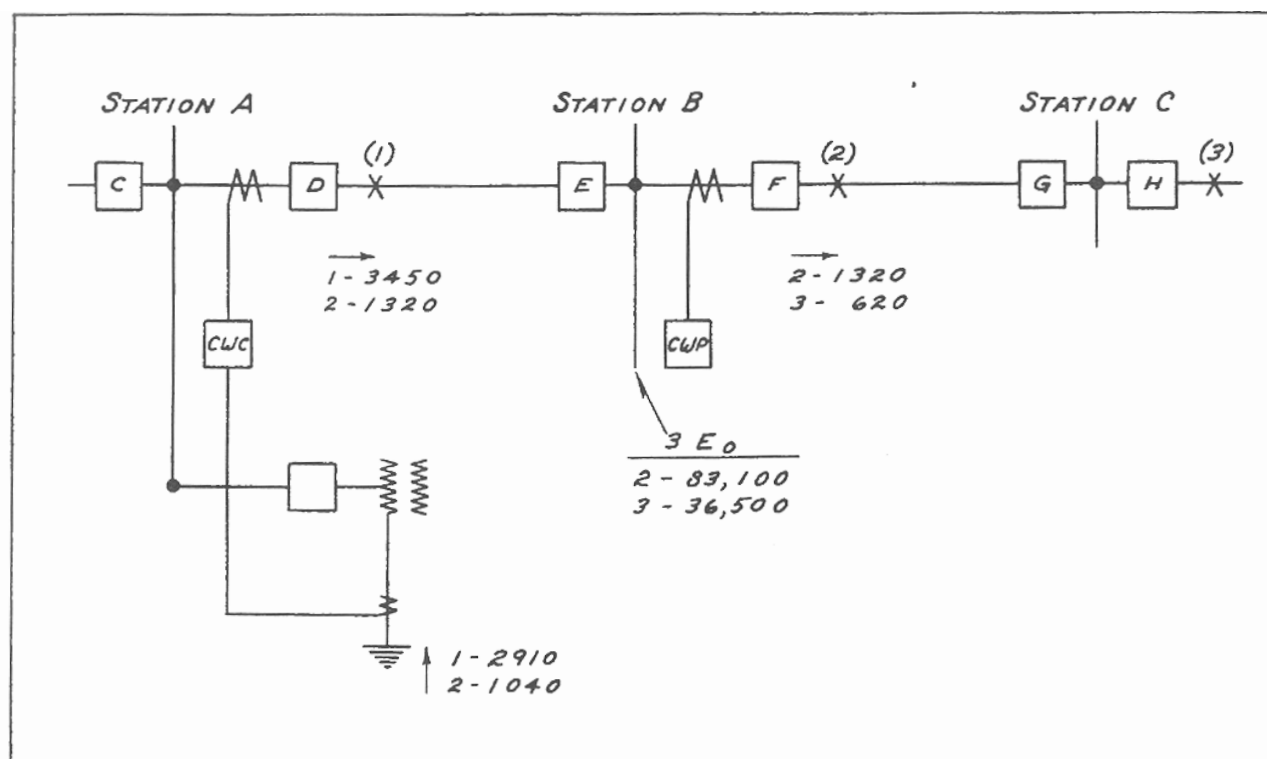 STATION A
STATION B
STATION C
(1)
(2)
(3)
C
D
E
F
G
H
1 - 3450
2 - 1320
2 - 1320
3 - 620
CWC
CWP
3 E0
2 - 83,100
3 - 36,500
1 - 2910
2 - 1040